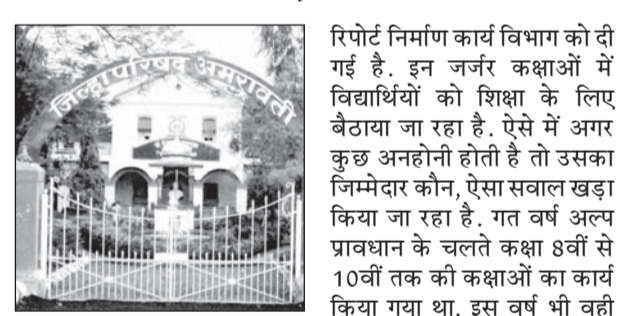 जिल्हा परिषद अमरावती
रिपोर्ट निर्माण कार्य विभाग को दी
गई है. इन जर्जर कक्षाओं में
विद्यार्थियों को शिक्षा के लिए
बैठाया जा रहा है. ऐसे में अगर
कुछ अनहोनी होती है तो उसका
जिम्मेदार कौन, ऐसा सवाल खड़ा
किया जा रहा है. गत वर्ष अल्प
प्रावधान के चलते कक्षा 8वीं से
10वीं तक की कक्षाओं का कार्य
किया गया था. इस वर्ष भी वही